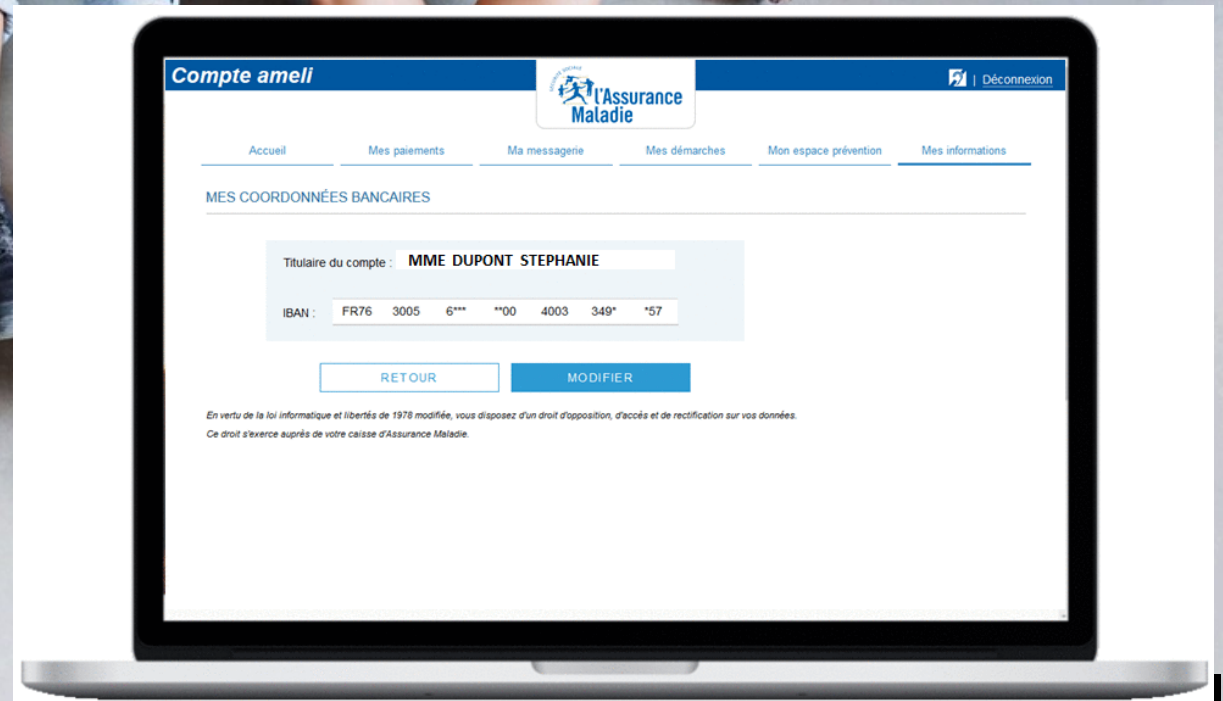 Compte ameli
SÉCURITÉ SOCIALE
l'Assurance
Maladie
| Déconnexion
Accueil Mes paiements Ma messagerie Mes démarches Mon espace prévention Mes informations
MES COORDONNÉES BANCAIRES
Titulaire du compte : MME DUPONT STEPHANIE
IBAN : FR76 3005 6*** **00 4003 349* *57
RETOUR MODIFIER
En vertu de la loi informatique et libertés de 1978 modifiée, vous disposez d'un droit d'opposition, d'accès et de rectification sur vos données.
Ce droit s'exerce auprès de votre caisse d'Assurance Maladie.